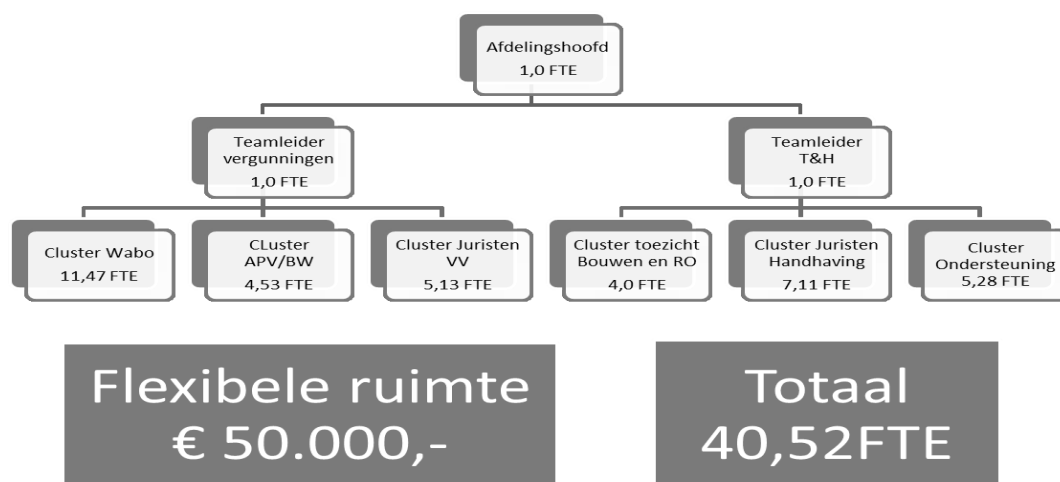 Afdelingshoofd
1,0 FTE
Teamleider
vergunningen
1,0 FTE
Teamleider
T&H
1,0 FTE
Cluster Wabo
11,47 FTE
CLuster
APV/BW
4,53 FTE
Cluster Juristen
VV
5,13 FTE
Cluster toezicht
Bouwen en RO
4,0 FTE
Cluster Juristen
Handhaving
7,11 FTE
Cluster
Ondersteuning
5,28 FTE
Flexibele ruimte
€ 50.000,-
Totaal
40,52FTE